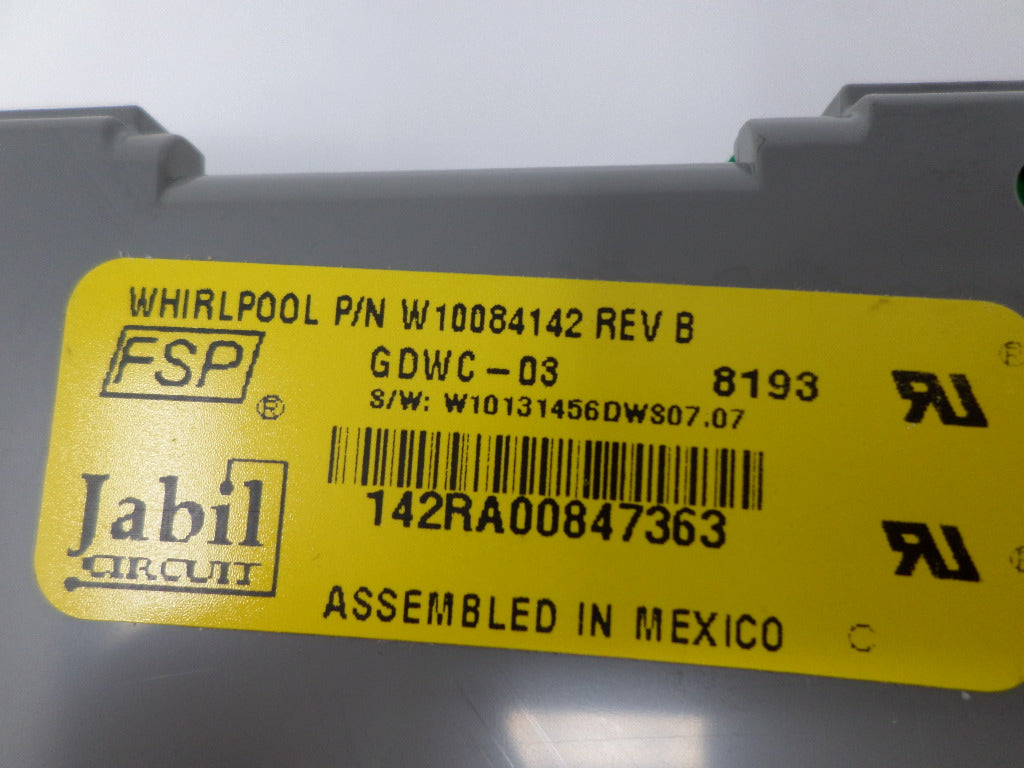 WHIRLPOOL P/N W10084142 REV B
FSP ®
GDWC-03 8193
S/W: W10131456DWS07.07
142RA00847363
Jabil
CIRCUIT
ASSEMBLED IN MEXICO C